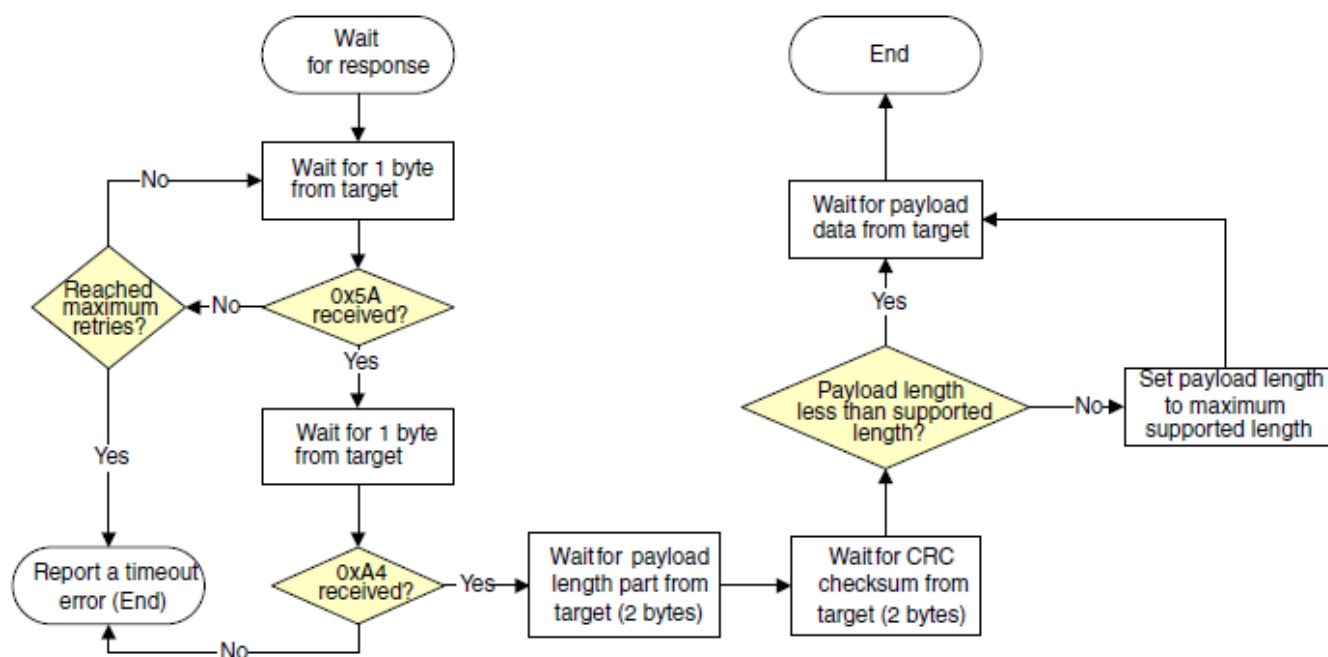 Wait
for response
Wait for 1 byte
from target
No
Reached
maximum
retries?
No
0x5A
received?
Yes
Yes
Wait for 1 byte
from target
Report a timeout
error (End)
0xA4
received?
No
Yes
Wait for payload
length part from
target (2 bytes)
Wait for CRC
checksum from
target (2 bytes)
Payload length
less than supported
length?
No
Set payload length
to maximum
supported length
Yes
Wait for payload
data from target
End